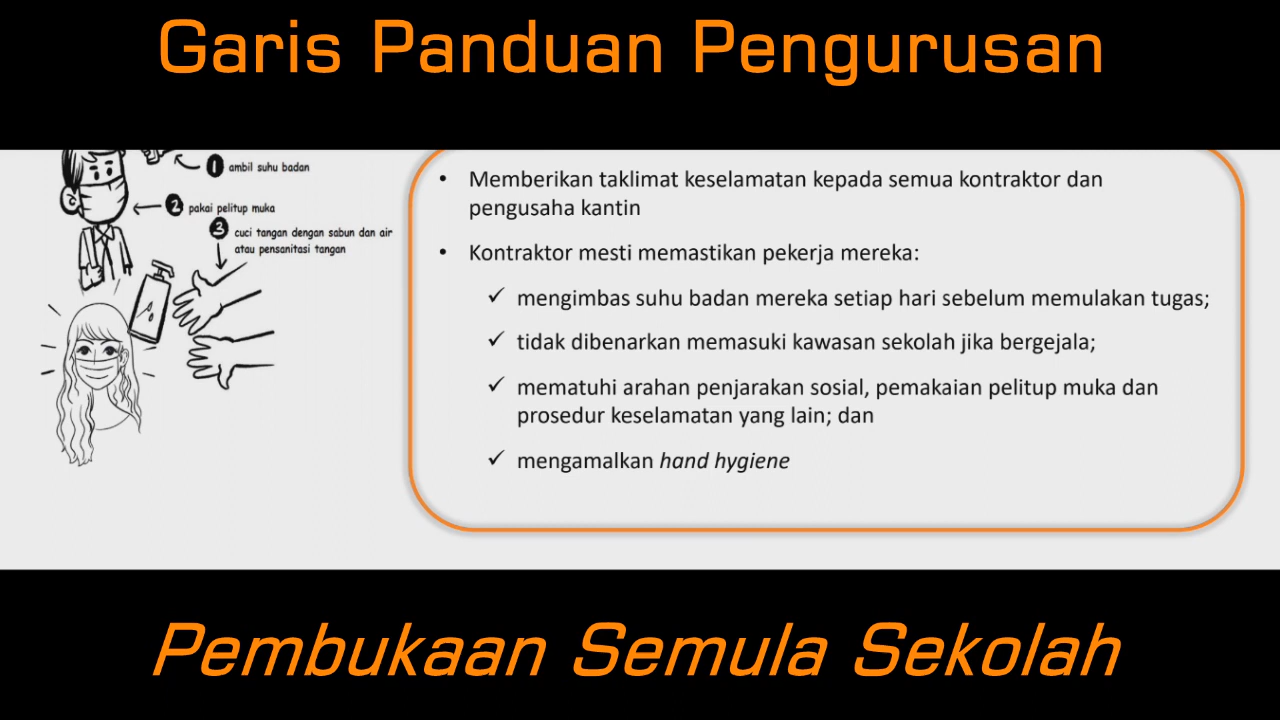 Garis Panduan Pengurusan
1 ambil suhu badan
2 pakai pelitup muka
3 cuci tangan dengan sabun dan air
atau pensanitasi tangan
• Memberikan taklimat keselamatan kepada semua kontraktor dan
pengusaha kantin
• Kontraktor mesti memastikan pekerja mereka:
✓ mengimbas suhu badan mereka setiap hari sebelum memulakan tugas;
✓ tidak dibenarkan memasuki kawasan sekolah jika bergejala;
✓ mematuhi arahan penjarakan sosial, pemakaian pelitup muka dan
prosedur keselamatan yang lain; dan
✓ mengamalkan hand hygiene
Pembukaan Semula Sekolah